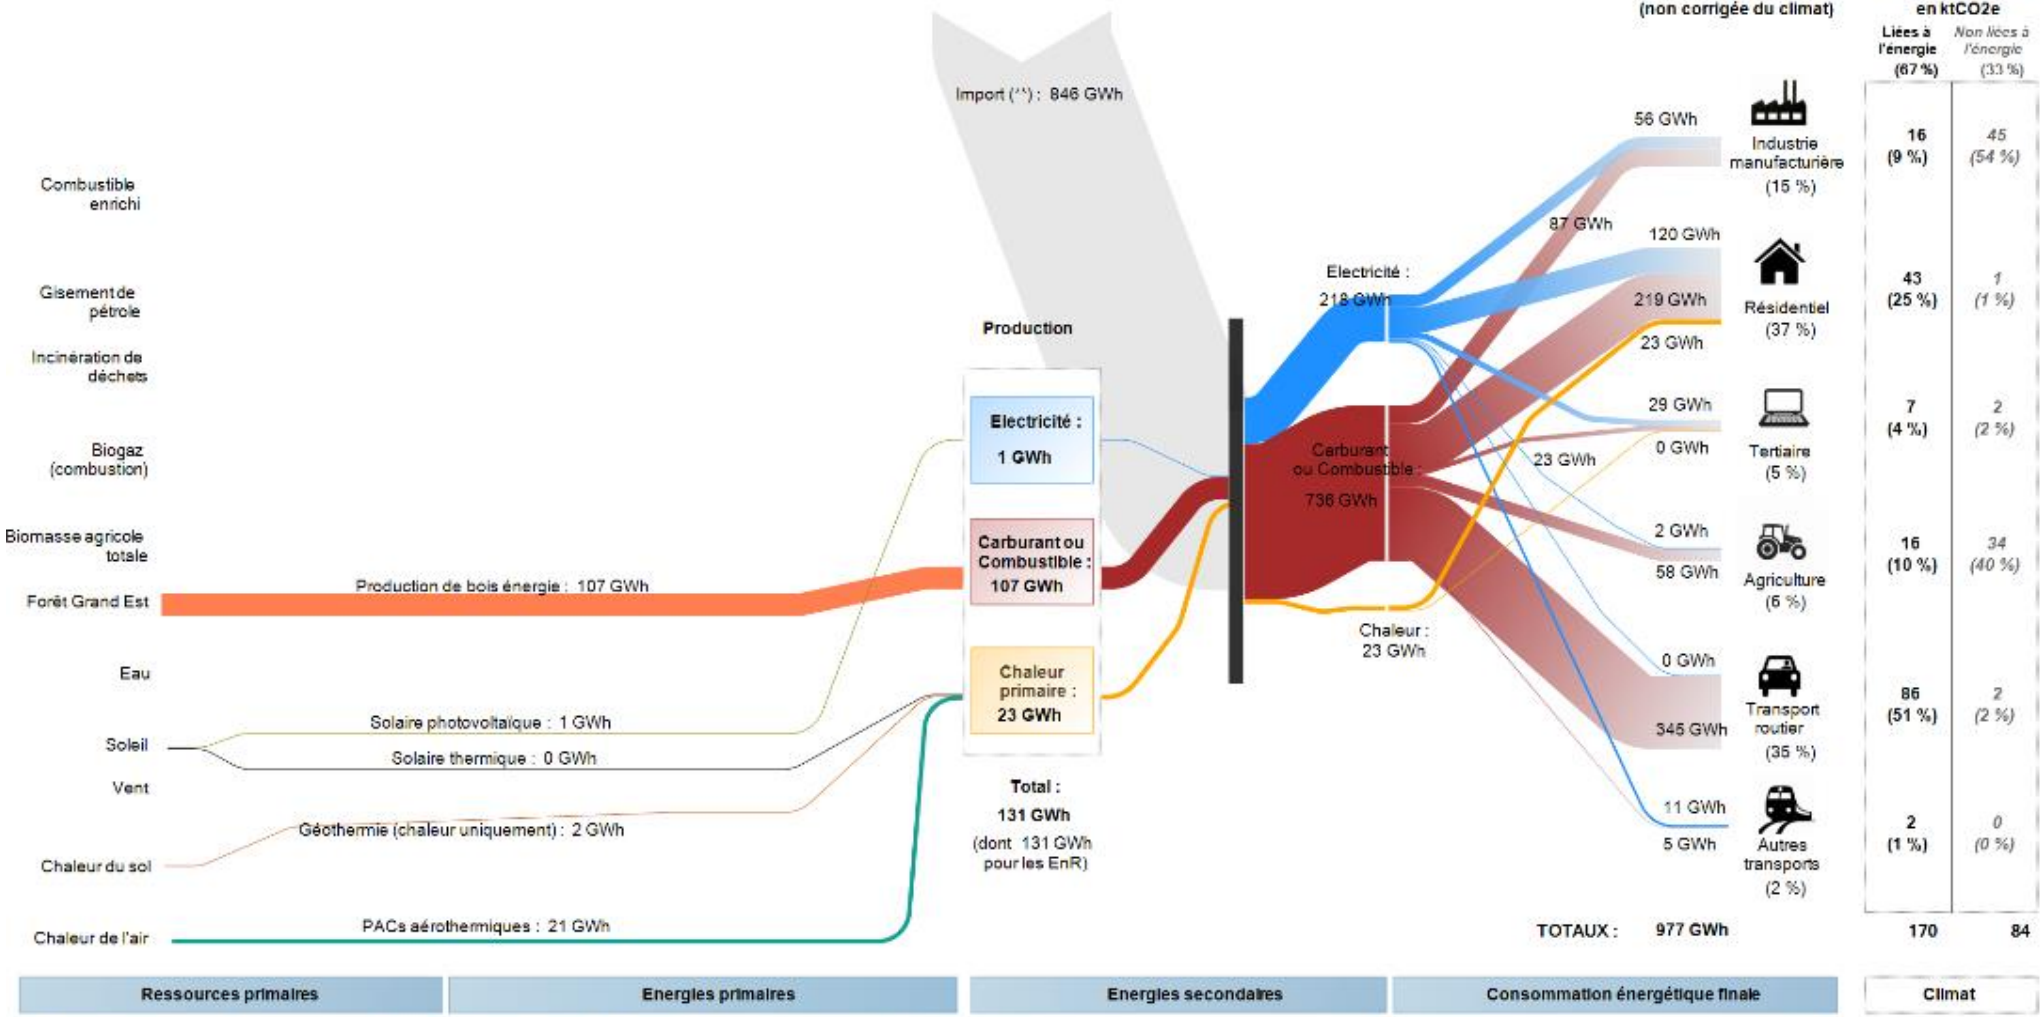 (non corrigée du climat)
en ktCO2e
Liées à
l'énergie
(67 %)
Non liées à
l'énergie
(33 %)
Import (**) : 846 GWh
Combustible
enrichi
Gisement de
pétrole
Incinération de
déchets
Biogaz
(combustion)
Biomasse agricole
totale
Forêt Grand Est
Eau
Soleil
Vent
Chaleur du sol
Chaleur de l'air
Production de bois énergie : 107 GWh
Solaire photovoltaïque : 1 GWh
Solaire thermique : 0 GWh
Géothermie (chaleur uniquement) : 2 GWh
PACs aérothermiques : 21 GWh
Production
Electricité :
1 GWh
Carburant ou
Combustible :
107 GWh
Chaleur
primaire :
23 GWh
Total :
131 GWh
(dont 131 GWh
pour les EnR)
Electricité :
218 GWh
Carburant
ou Combustible :
736 GWh
Chaleur :
23 GWh
56 GWh
87 GWh
Industrie
manufacturière
(15 %)
16
(9 %)
45
(54 %)
120 GWh
219 GWh
23 GWh
Résidentiel
(37 %)
43
(25 %)
1
(1 %)
29 GWh
23 GWh
0 GWh
Tertiaire
(5 %)
7
(4 %)
2
(2 %)
2 GWh
58 GWh
Agriculture
(6 %)
16
(10 %)
34
(40 %)
0 GWh
345 GWh
Transport
routier
(35 %)
86
(51 %)
2
(2 %)
11 GWh
5 GWh
Autres
transports
(2 %)
2
(1 %)
0
(0 %)
TOTAUX : 977 GWh
170
84
Ressources primaires
Energies primaires
Energies secondaires
Consommation énergétique finale
Climat